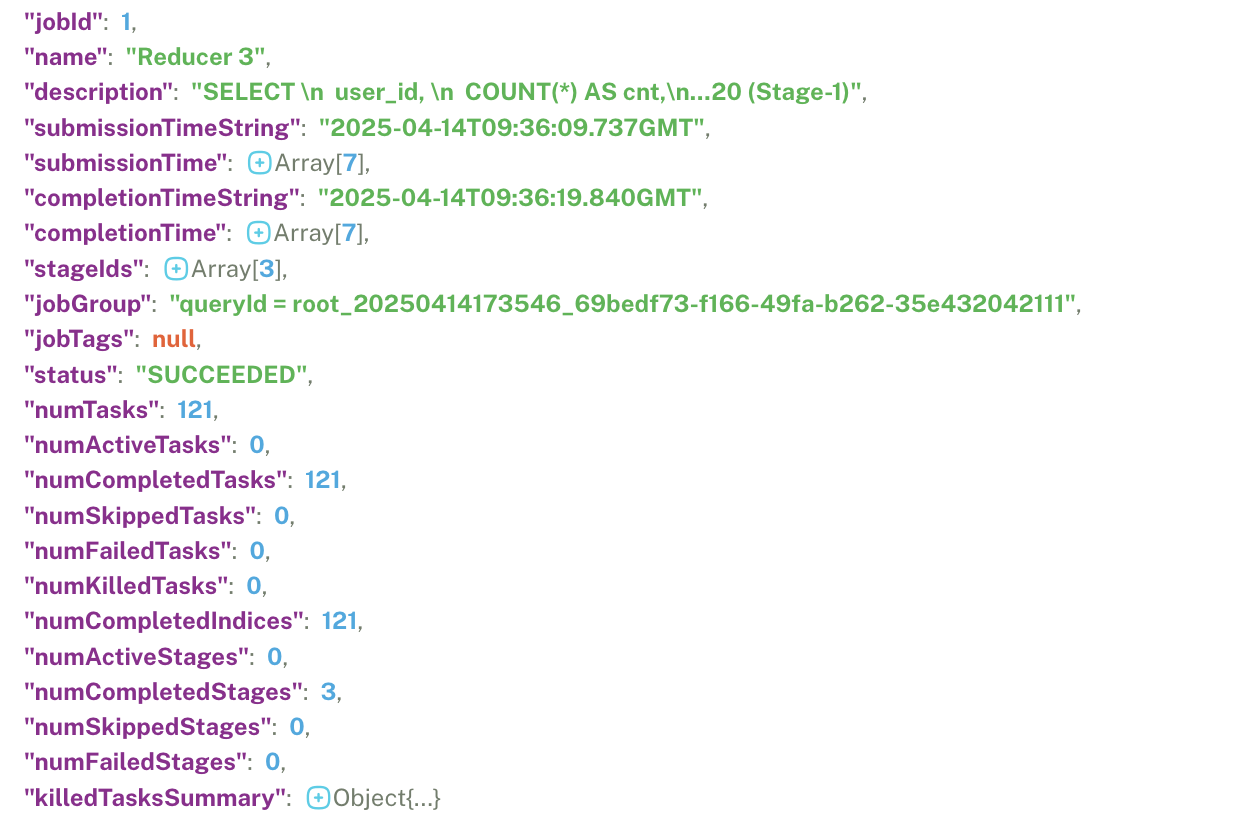 "jobId": 1,
"name": "Reducer 3",
"description": "SELECT \n  user_id, \n  COUNT(*) AS cnt,\n...20 (Stage-1)",
"submissionTimeString": "2025-04-14T09:36:09.737GMT",
"submissionTime": Array[7],
"completionTimeString": "2025-04-14T09:36:19.840GMT",
"completionTime": Array[7],
"stageIds": Array[3],
"jobGroup": "queryId = root_20250414173546_69bedf73-f166-49fa-b262-35e432042111",
"jobTags": null,
"status": "SUCCEEDED",
"numTasks": 121,
"numActiveTasks": 0,
"numCompletedTasks": 121,
"numSkippedTasks": 0,
"numFailedTasks": 0,
"numKilledTasks": 0,
"numCompletedIndices": 121,
"numActiveStages": 0,
"numCompletedStages": 3,
"numSkippedStages": 0,
"numFailedStages": 0,
"killedTasksSummary": Object{...}